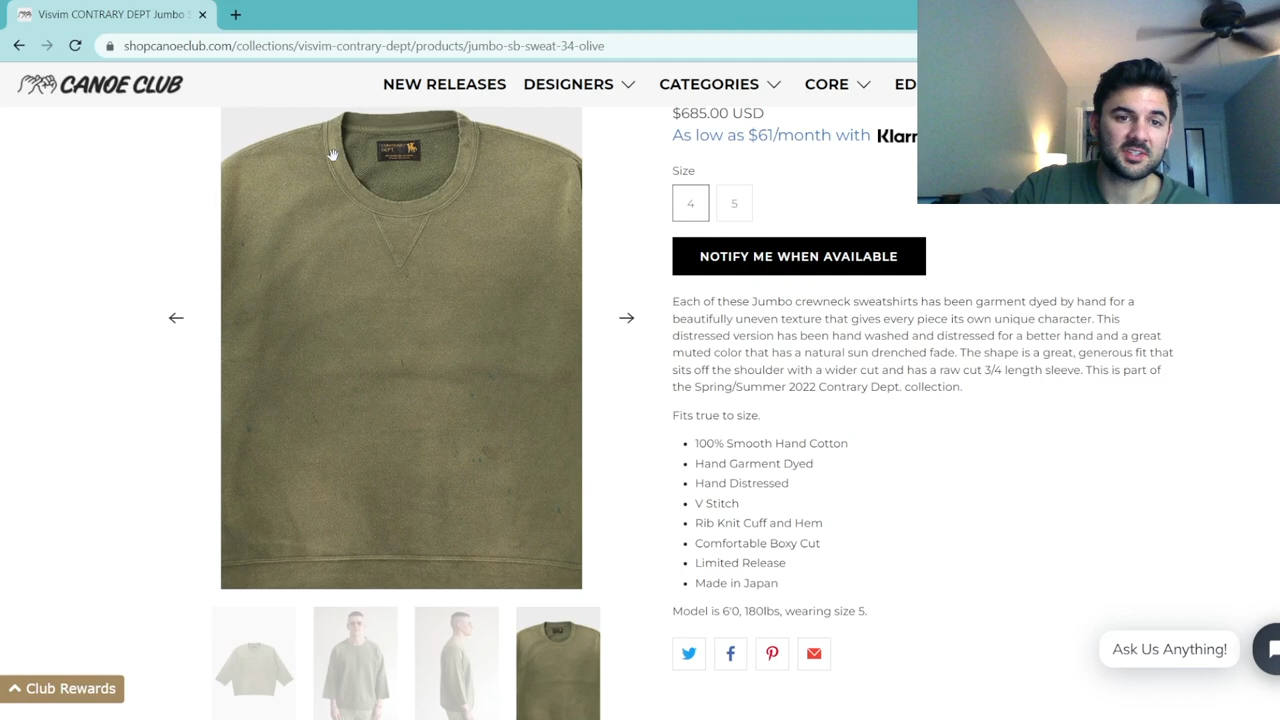 Visvim CONTRARY DEPT Jumbo S
shopcanoeclub.com/collections/visvim-contrary-dept/products/jumbo-sb-sweat-34-olive
CANOE CLUB
NEW RELEASES DESIGNERS CATEGORIES CORE ED
$685.00 USD
As low as $61/month with Klarn
CONTRARY
DEPT
Size
4 5
NOTIFY ME WHEN AVAILABLE
Each of these Jumbo crewneck sweatshirts has been garment dyed by hand for a
beautifully uneven texture that gives every piece its own unique character. This
distressed version has been hand washed and distressed for a better hand and a great
muted color that has a natural sun drenched fade. The shape is a great, generous fit that
sits off the shoulder with a wider cut and has a raw cut 3/4 length sleeve. This is part of
the Spring/Summer 2022 Contrary Dept. collection.
Fits true to size.
• 100% Smooth Hand Cotton
• Hand Garment Dyed
• Hand Distressed
• V Stitch
• Rib Knit Cuff and Hem
• Comfortable Boxy Cut
• Limited Release
• Made in Japan
Model is 6'0, 180lbs, wearing size 5.
Ask Us Anything!
Club Rewards